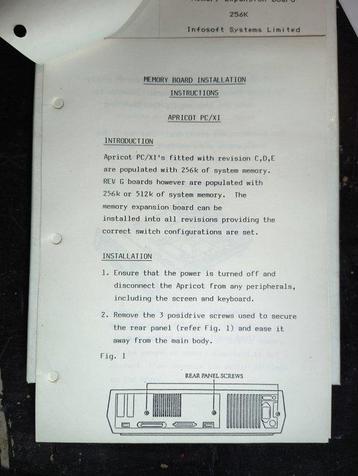 Memory Expansion Board
256K
Infosoft Systems Limited
MEMORY BOARD INSTALLATION
INSTRUCTIONS
APRICOT PC/XI
INTRODUCTION
Apricot PC/XI's fitted with revision C,D,E
are populated with 256k of system memory.
REV G boards however are populated with
256k or 512k of system memory. The
memory expansion board can be
installed into all revisions providing the
correct switch configurations are set.
INSTALLATION
1. Ensure that the power is turned off and
disconnect the Apricot from any peripherals,
including the screen and keyboard.
2. Remove the 3 posidrive screws used to secure
the rear panel (refer Fig. 1) and ease it
away from the main body.
Fig. 1
REAR PANEL SCREWS